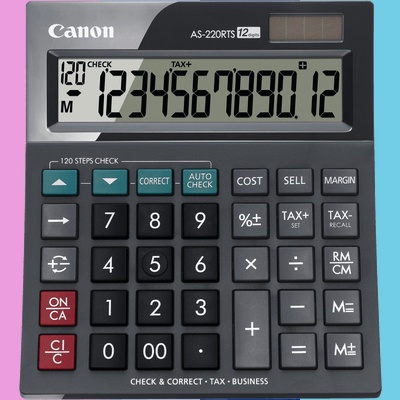 Canon
AS-220RTS 12digits
120 CHECK TAX+
M 1234567890.12
120 STEPS CHECK
CORRECT AUTO CHECK COST SELL MARGIN
→ 7 8 9 %± TAX+ SET TAX- RECALL
4 5 6 × ÷ RM/CM
ON/CA 1 2 3 + − M=
CI/C 0 00 . = M±
CHECK & CORRECT • TAX • BUSINESS